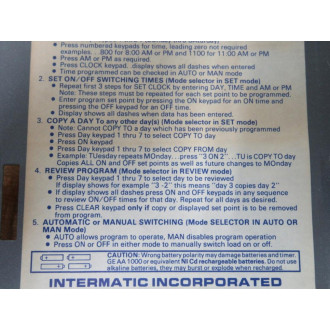 • Press numbered keypads for time, leading zero not required
examples . . 800 for 8:00 AM or PM and 1100 for 11:00 AM or PM
• Press AM or PM as required
• Press CLOCK keypad. display shows all dashes when entered
• Time programmed can be checked in AUTO or MAN mode
2. SET ON/OFF SWITCHING TIMES (Mode selector in SET mode)
• Repeat first 3 steps for SET CLOCK by entering DAY, TIME and AM or PM
Note: These steps must be repeated for each set point to be programmed.
• Enter program set point by pressing the ON keypad for an ON time and
pressing the OFF keypad for an OFF time.
• Display shows all dashes when data has been entered.
3. COPY A DAY To any other day(s) (Mode selector in SET mode)
• Note: Cannot COPY TO a day which has been previously programmed
• Press Day keypad 1 thru 7 to select COPY TO day
• Press ON keypad
• Press Day keypad 1 thru 7 to select COPY FROM day
• Example: TUesday repeats MOnday. . .press "3 ON 2". . .TU is COPY TO day
Copies ALL ON and OFF set points as well as future changes to MOnday
4. REVIEW PROGRAM (Mode selector in REVIEW mode)
• Press Day keypad 1 thru 7 to select day to be reviewed
If display shows for example "3 -2" this means "day 3 copies day 2"
If display shows all dashes press ON and OFF keypads in any sequence
to review ON/OFF times for that day. Repeat for all days as desired.
• Press CLEAR keypad only if copy or displayed set point is to be removed
from program.
5. AUTOMATIC or MANUAL SWITCHING (Mode SELECTOR IN AUTO OR
MAN Mode)
• AUTO allows program to operate, MAN disables program operation
• Press ON or OFF in either mode to manually switch load on or off.
CAUTION: Wrong battery polarity may damage batteries and timer.
GE AA 1000 or equivalent NI Cd rechargeable batteries. Do not use
alkaline batteries, they may burst or explode when recharged.
INTERMATIC INCORPORATED